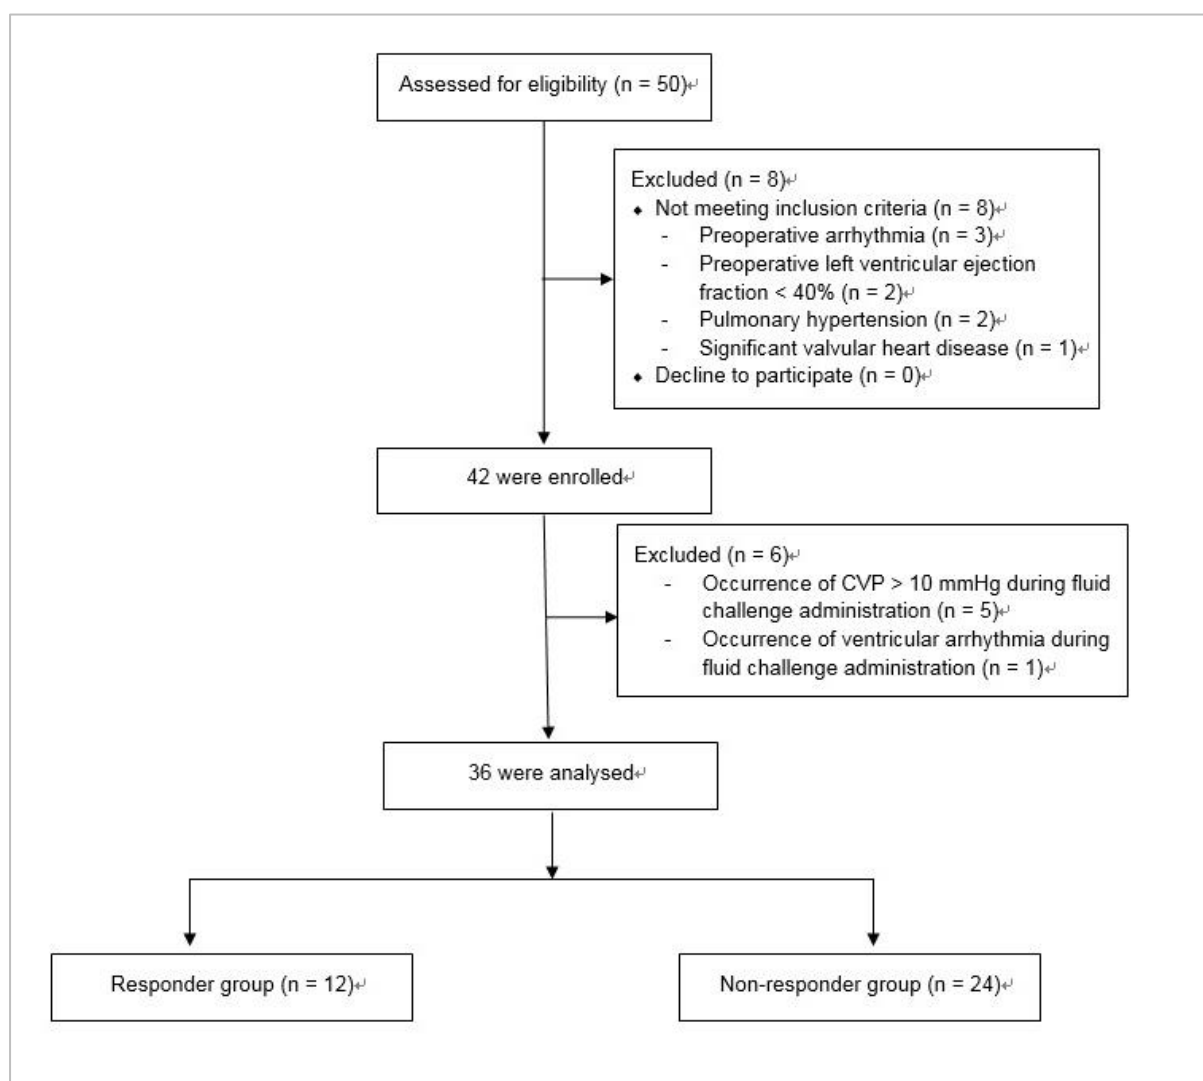 Assessed for eligibility (n = 50)↵
Excluded (n = 8)↵
⬥ Not meeting inclusion criteria (n = 8)↵
- Preoperative arrhythmia (n = 3)↵
- Preoperative left ventricular ejection
fraction < 40% (n = 2)↵
- Pulmonary hypertension (n = 2)↵
- Significant valvular heart disease (n = 1)↵
⬥ Decline to participate (n = 0)↵
42 were enrolled↵
Excluded (n = 6)↵
- Occurrence of CVP > 10 mmHg during fluid
challenge administration (n = 5)↵
- Occurrence of ventricular arrhythmia during
fluid challenge administration (n = 1)↵
36 were analysed↵
Responder group (n = 12)↵
Non-responder group (n = 24)↵